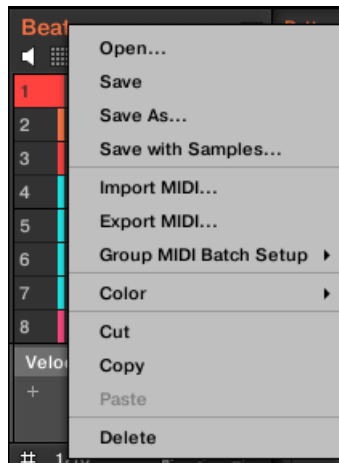 Beat
Open...
Save
1
Save As...
2
Save with Samples...
3
Import MIDI...
4
Export MIDI...
5
Group MIDI Batch Setup
6
Color
7
8
Cut
Velo
Copy
+
Paste
Delete